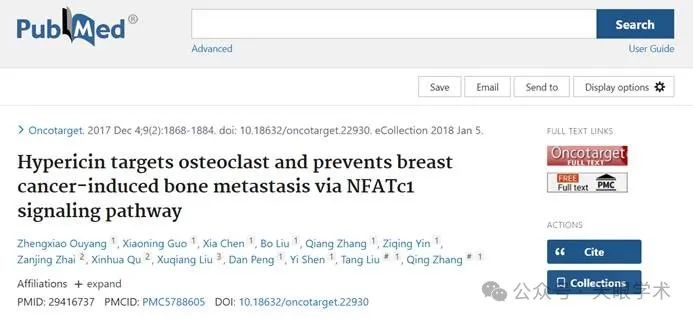 PubMed®
Search
Advanced
User Guide
Save
Email
Send to
Display options
> Oncotarget. 2017 Dec 4;9(2):1868-1884. doi: 10.18632/oncotarget.22930. eCollection 2018 Jan 5.
Hypericin targets osteoclast and prevents breast
cancer-induced bone metastasis via NFATc1
signaling pathway
Zhengxiao Ouyang 1, Xiaoning Guo 1, Xia Chen 1, Bo Liu 1, Qiang Zhang 1, Ziqing Yin 1,
Zanjing Zhai 2, Xinhua Qu 2, Xuqiang Liu 3, Dan Peng 1, Yi Shen 1, Tang Liu # 1, Qing Zhang # 1
Affiliations + expand
PMID: 29416737 PMCID: PMC5788605 DOI: 10.18632/oncotarget.22930
FULL TEXT LINKS
Oncotarget
Full Text
FREE
Full text
PMC
ACTIONS
Cite
Collections
公众号·天眼学术